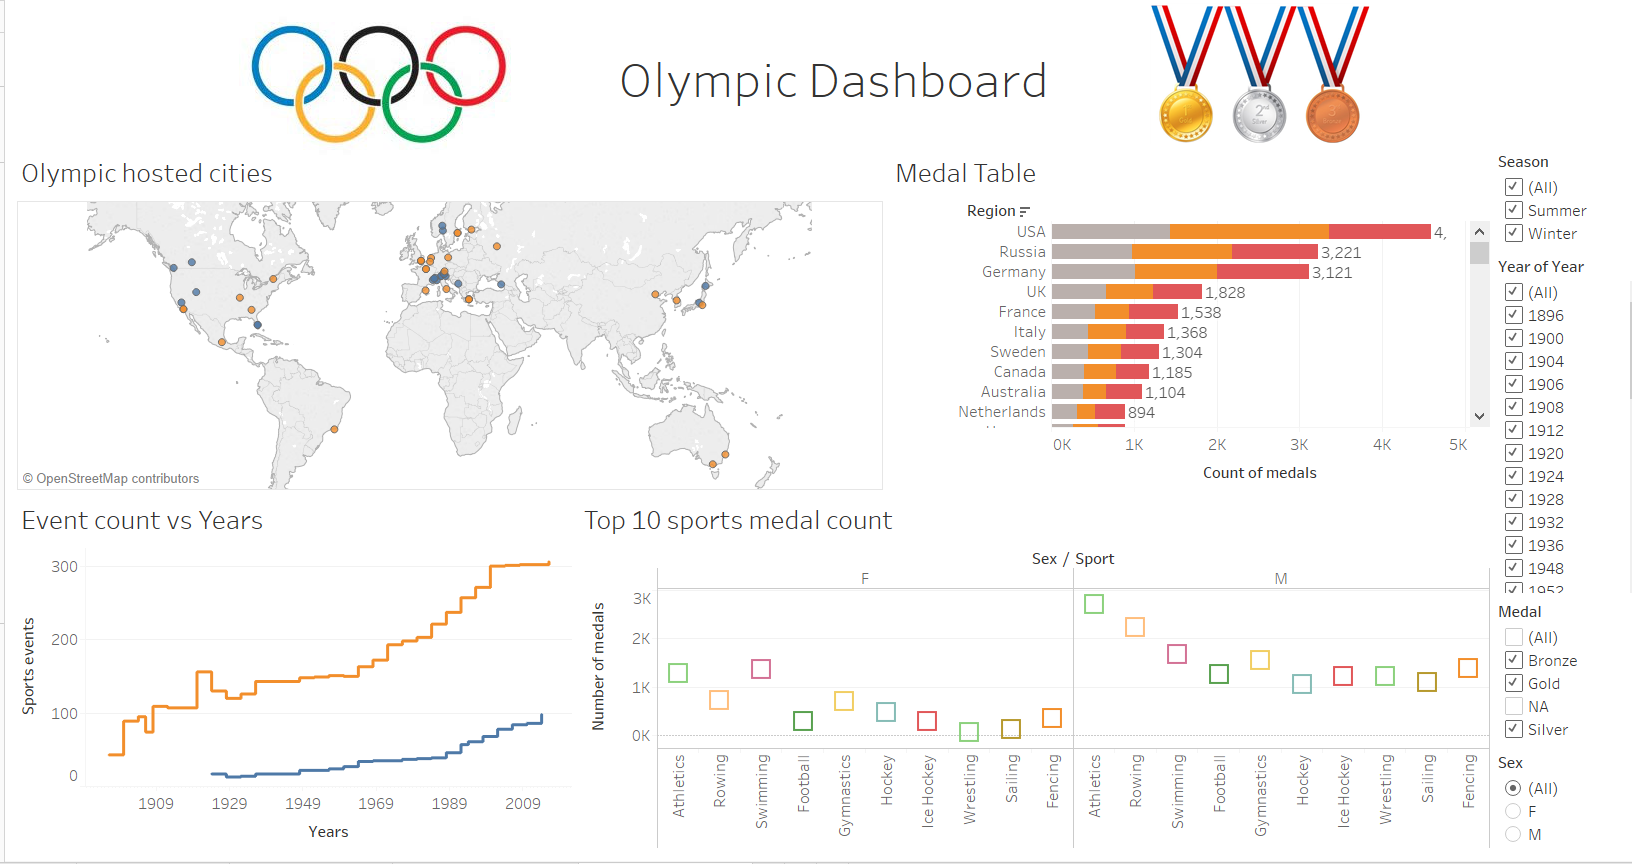 Olympic Dashboard
2nd
Silver
Olympic hosted cities
© OpenStreetMap contributors
Medal Table
Region
USA 4,
Russia 3,221
Germany 3,121
UK 1,828
France 1,538
Italy 1,368
Sweden 1,304
Canada 1,185
Australia 1,104
Netherlands 894
0K 1K 2K 3K 4K 5K
Count of medals
Season
(All)
Summer
Winter
Year of Year
(All)
1896
1900
1904
1906
1908
1912
1920
1924
1928
1932
1936
1948
1952
Event count vs Years
Sports events
300
200
100
0
1909 1929 1949 1969 1989 2009
Years
Top 10 sports medal count
Sex / Sport
F M
Number of medals
3K
2K
1K
0K
Athletics Rowing Swimming Football Gymnastics Hockey Ice Hockey Wrestling Sailing Fencing
Athletics Rowing Swimming Football Gymnastics Hockey Ice Hockey Wrestling Sailing Fencing
Medal
(All)
Bronze
Gold
NA
Silver
Sex
(All)
F
M